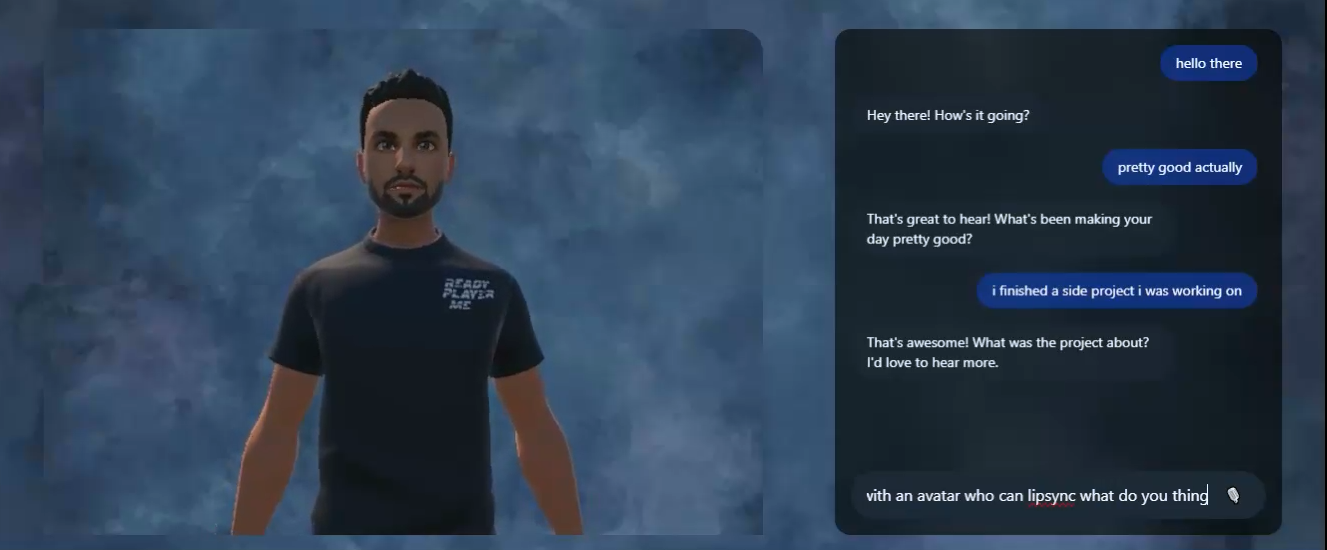 READY
PLAYER
ME
hello there
Hey there! How's it going?
pretty good actually
That's great to hear! What's been making your
day pretty good?
i finished a side project i was working on
That's awesome! What was the project about?
I'd love to hear more.
vith an avatar who can lipsync what do you thing